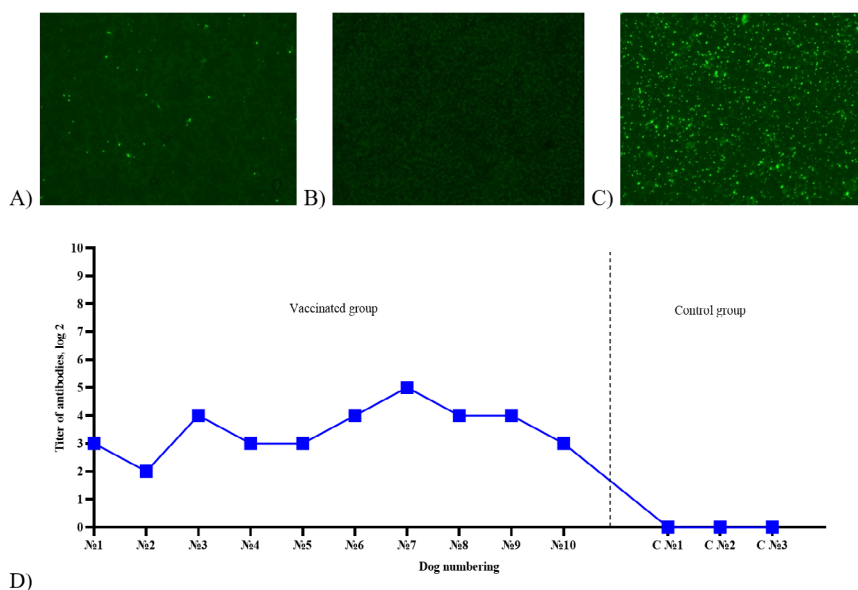 A)
B)
C)
10
9
8
7
6
5
4
3
2
1
0
Titer of antibodies, log 2
Vaccinated group
Control group
№1 №2 №3 №4 №5 №6 №7 №8 №9 №10 C №1 C №2 C №3
Dog numbering
D)